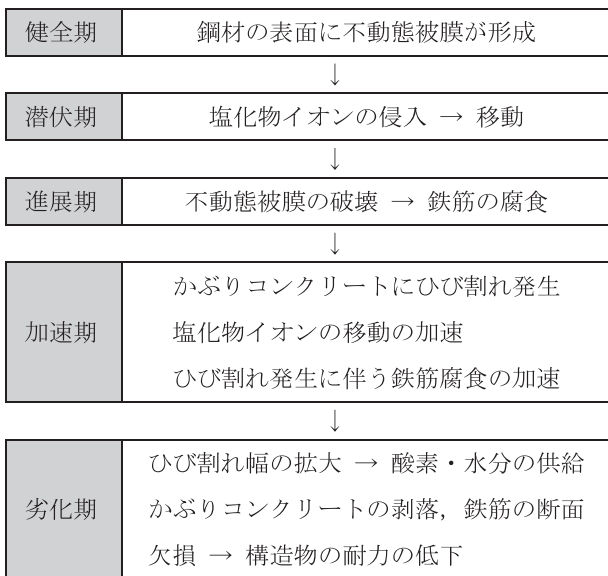 健全期 鋼材の表面に不動態被膜が形成
↓
潜伏期 塩化物イオンの侵入 → 移動
↓
進展期 不動態被膜の破壊 → 鉄筋の腐食
↓
かぶりコンクリートにひび割れ発生
加速期 塩化物イオンの移動の加速
ひび割れ発生に伴う鉄筋腐食の加速
↓
ひび割れ幅の拡大 → 酸素・水分の供給
劣化期 かぶりコンクリートの剥落，鉄筋の断面
欠損 → 構造物の耐力の低下